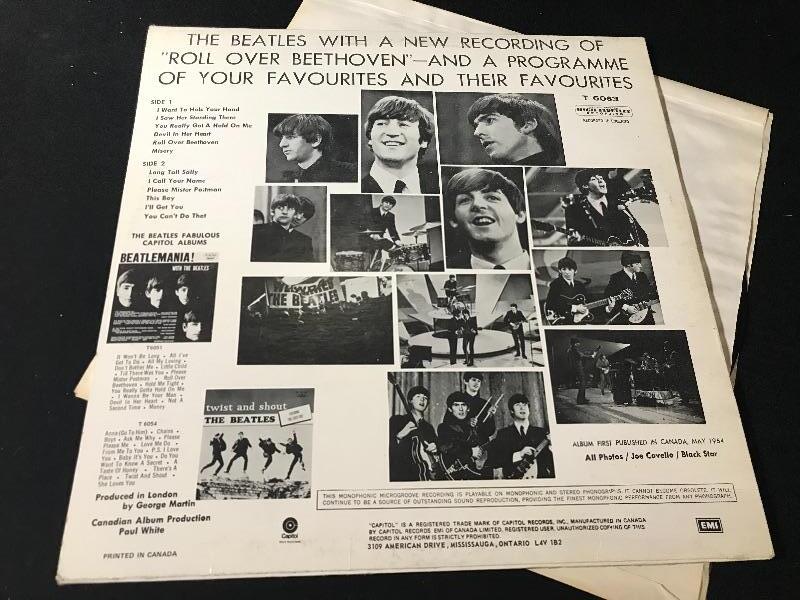 THE BEATLES WITH A NEW RECORDING OF
"ROLL OVER BEETHOVEN"—AND A PROGRAMME
OF YOUR FAVOURITES AND THEIR FAVOURITES
T 6063
RECORDED IN ENGLAND
SIDE 1
I Want To Hols Your Hand
I Saw Her Standing There
You Really Got A Hold On Me
Devil In Her Heart
Roll Over Beethoven
Misery
SIDE 2
Long Tall Sally
I Call Your Name
Please Mister Postman
This Boy
I'll Get You
You Can't Do That
THE BEATLES FABULOUS
CAPITOL ALBUMS
BEATLEMANIA!
WITH THE BEATLES
T6051
It Won't Be Long • All I've
Got To Do • All My Loving •
Don't Bother Me • Little Child
• Till There Was You • Please
Mister Postman • Roll Over
Beethoven • Hold Me Tight •
You Really Gotta Hold On Me
• I Wanna Be Your Man •
Devil In Her Heart • Not A
Second Time • Money
T 6054
Anna (Go To Him) • Chains •
Boys • Ask Me Why • Please
Please Me • Love Me Do •
From Me To You • P.S. I Love
You • Baby It's You • Do You
Want To Know A Secret • A
Taste Of Honey • There's A
Place • Twist And Shout •
She Loves You
twist and shout
THE BEATLES
THE BEATLES
Produced in London
by George Martin
Canadian Album Production
Paul White
PRINTED IN CANADA
Capitol
ALBUM FIRST PUBLISHED IN CANADA, MAY 1964
All Photos / Joe Covello / Black Star
THIS MONOPHONIC MICROGROOVE RECORDING IS PLAYABLE ON MONOPHONIC AND STEREO PHONOGRAPHS. IT CANNOT BECOME OBSOLETE. IT WILL
CONTINUE TO BE A SOURCE OF OUTSTANDING SOUND REPRODUCTION, PROVIDING THE FINEST MONOPHONIC PERFORMANCE FROM ANY PHONOGRAPH.
"CAPITOL" IS A REGISTERED TRADE MARK OF CAPITOL RECORDS, INC., MANUFACTURED IN CANADA
BY CAPITOL RECORDS EMI OF CANADA LIMITED, REGISTERED USER. UNAUTHORIZED COPYING OF THIS
RECORD IN ANY FORM IS STRICTLY PROHIBITED.
3109 AMERICAN DRIVE, MISSISSAUGA, ONTARIO L4V 1B2
EMI